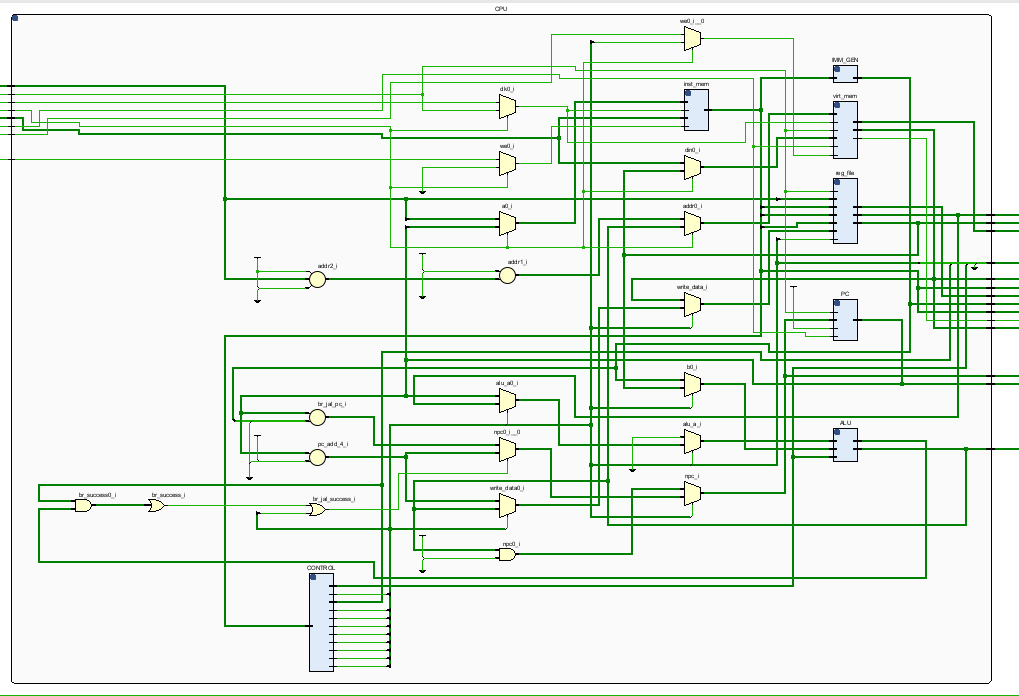 CPU
we0_i__0
IMM_GEN
inst_mem
clk0_i
virt_mem
we0_i
din0_i
reg_file
a0_i
addr0_i
addr2_i
addr1_i
write_data_i
PC
b0_i
alu_a0_i
br_jal_pc_i
alu_a_i
ALU
npc0_i__0
pc_add_4_i
npc_i
write_data0_i
br_success0_i
br_success_i
br_jal_success_i
npc0_i
CONTROL